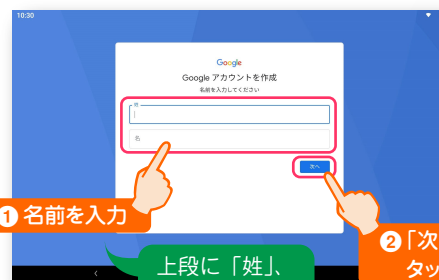 10:30
Google
Google アカウントを作成
名前を入力してください
姓
名
次へ
1 名前を入力
2「次へ
タッ
上段に「姓」、